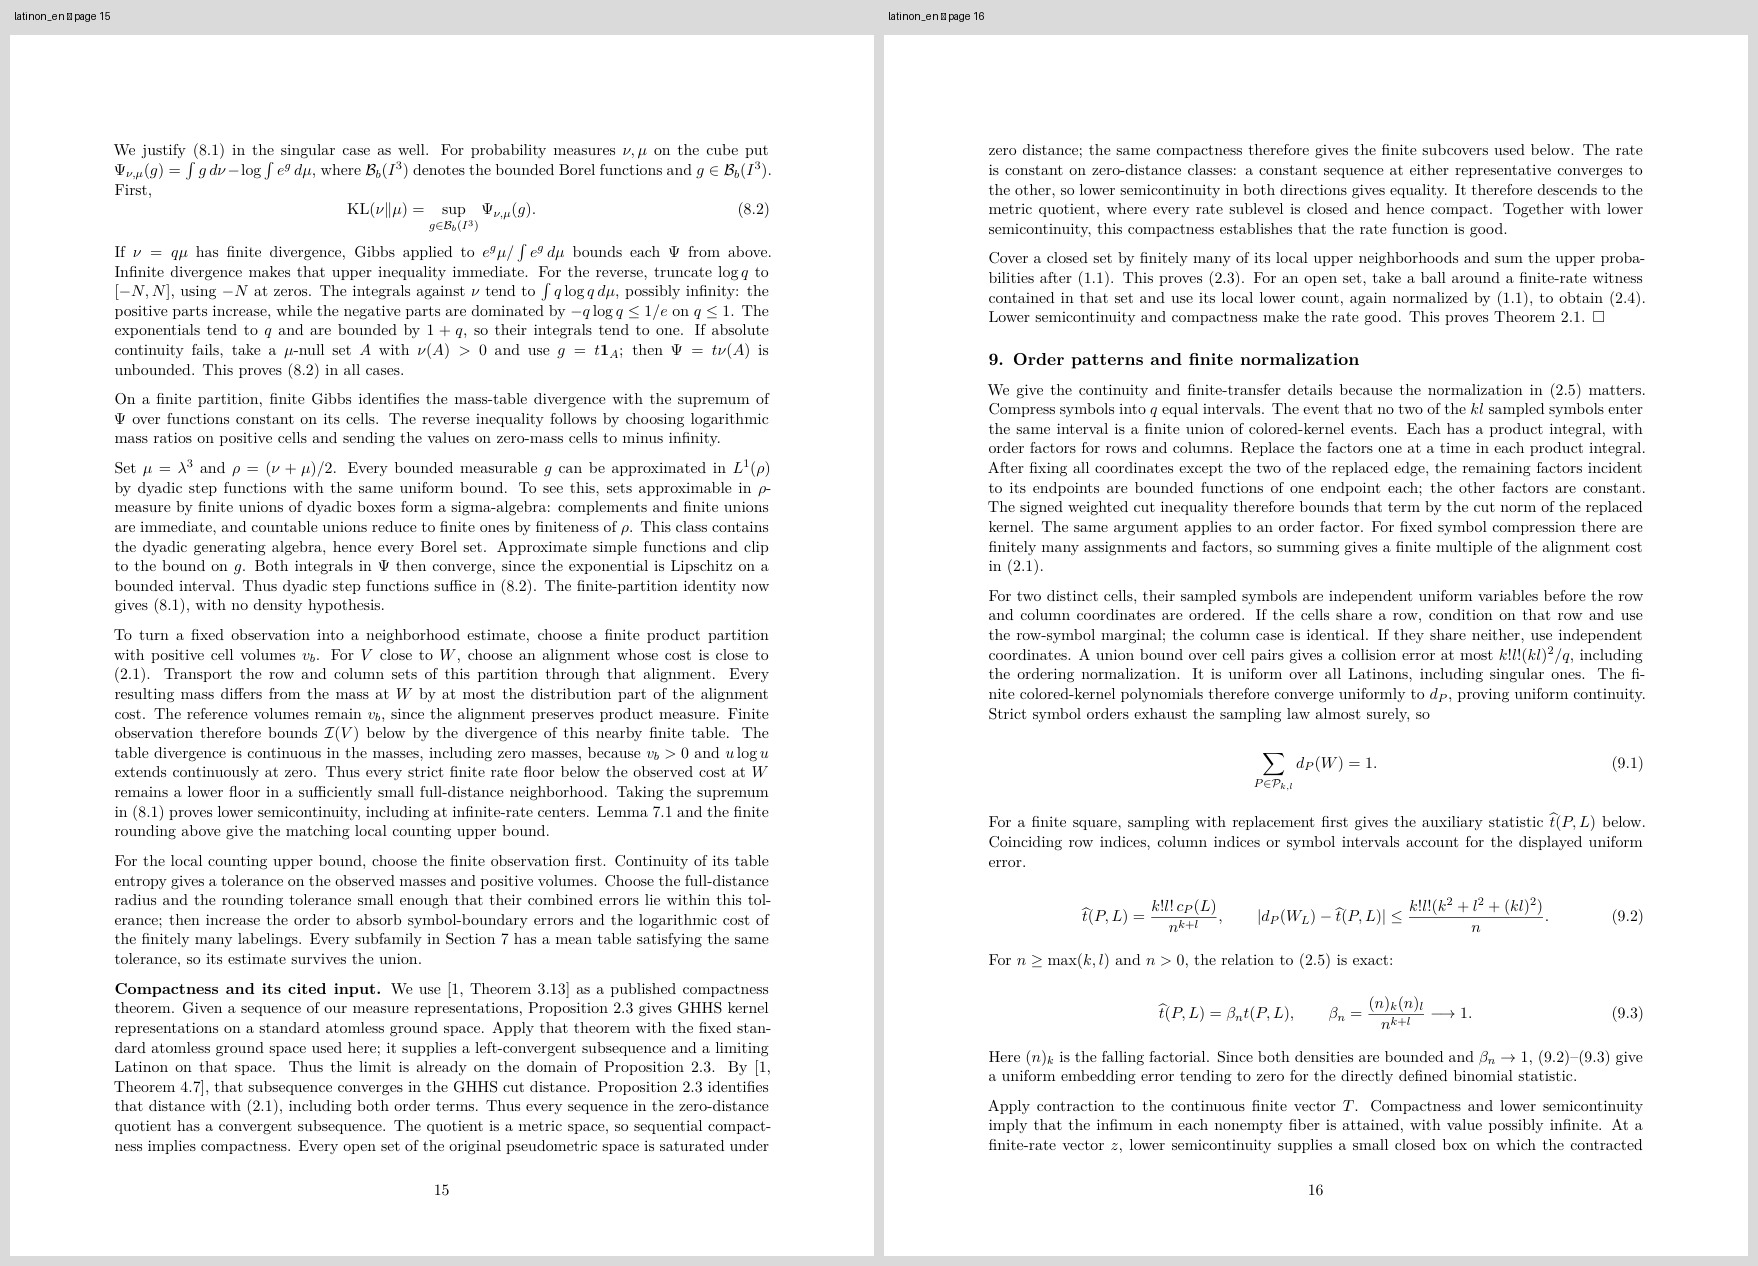 latinon_en page 15
We justify (8.1) in the singular case as well. For probability measures ν, μ on the cube put
Ψν,μ(g) = ∫ g dν − log ∫ e^g dμ, where ℬb(I³) denotes the bounded Borel functions and g ∈ ℬb(I³).
First,
KL(ν‖μ) = sup g∈ℬb(I³) Ψν,μ(g). (8.2)
If ν = qμ has finite divergence, Gibbs applied to e^gμ/ ∫ e^g dμ bounds each Ψ from above.
Infinite divergence makes that upper inequality immediate. For the reverse, truncate log q to
[−N, N], using −N at zeros. The integrals against ν tend to ∫ q log q dμ, possibly infinity: the
positive parts increase, while the negative parts are dominated by −q log q ≤ 1/e on q ≤ 1. The
exponentials tend to q and are bounded by 1 + q, so their integrals tend to one. If absolute
continuity fails, take a μ-null set A with ν(A) > 0 and use g = t1_A; then Ψ = tν(A) is
unbounded. This proves (8.2) in all cases.
On a finite partition, finite Gibbs identifies the mass-table divergence with the supremum of
Ψ over functions constant on its cells. The reverse inequality follows by choosing logarithmic
mass ratios on positive cells and sending the values on zero-mass cells to minus infinity.
Set μ = λ³ and ρ = (ν + μ)/2. Every bounded measurable g can be approximated in L¹(ρ)
by dyadic step functions with the same uniform bound. To see this, sets approximable in ρ-
measure by finite unions of dyadic boxes form a sigma-algebra: complements and finite unions
are immediate, and countable unions reduce to finite ones by finiteness of ρ. This class contains
the dyadic generating algebra, hence every Borel set. Approximate simple functions and clip
to the bound on g. Both integrals in Ψ then converge, since the exponential is Lipschitz on a
bounded interval. Thus dyadic step functions suffice in (8.2). The finite-partition identity now
gives (8.1), with no density hypothesis.
To turn a fixed observation into a neighborhood estimate, choose a finite product partition
with positive cell volumes v_b. For V close to W, choose an alignment whose cost is close to
(2.1). Transport the row and column sets of this partition through that alignment. Every
resulting mass differs from the mass at W by at most the distribution part of the alignment
cost. The reference volumes remain v_b, since the alignment preserves product measure. Finite
observation therefore bounds ℐ(V) below by the divergence of this nearby finite table. The
table divergence is continuous in the masses, including zero masses, because v_b > 0 and u log u
extends continuously at zero. Thus every strict finite rate floor below the observed cost at W
remains a lower floor in a sufficiently small full-distance neighborhood. Taking the supremum
in (8.1) proves lower semicontinuity, including at infinite-rate centers. Lemma 7.1 and the finite
rounding above give the matching local counting upper bound.
For the local counting upper bound, choose the finite observation first. Continuity of its table
entropy gives a tolerance on the observed masses and positive volumes. Choose the full-distance
radius and the rounding tolerance small enough that their combined errors lie within this tol-
erance; then increase the order to absorb symbol-boundary errors and the logarithmic cost of
the finitely many labelings. Every subfamily in Section 7 has a mean table satisfying the same
tolerance, so its estimate survives the union.
Compactness and its cited input. We use [1, Theorem 3.13] as a published compactness
theorem. Given a sequence of our measure representations, Proposition 2.3 gives GHHS kernel
representations on a standard atomless ground space. Apply that theorem with the fixed stan-
dard atomless ground space used here; it supplies a left-convergent subsequence and a limiting
Latinon on that space. Thus the limit is already on the domain of Proposition 2.3. By [1,
Theorem 4.7], that subsequence converges in the GHHS cut distance. Proposition 2.3 identifies
that distance with (2.1), including both order terms. Thus every sequence in the zero-distance
quotient has a convergent subsequence. The quotient is a metric space, so sequential compact-
ness implies compactness. Every open set of the original pseudometric space is saturated under
15
latinon_en page 16
zero distance; the same compactness therefore gives the finite subcovers used below. The rate
is constant on zero-distance classes: a constant sequence at either representative converges to
the other, so lower semicontinuity in both directions gives equality. It therefore descends to the
metric quotient, where every rate sublevel is closed and hence compact. Together with lower
semicontinuity, this compactness establishes that the rate function is good.
Cover a closed set by finitely many of its local upper neighborhoods and sum the upper proba-
bilities after (1.1). This proves (2.3). For an open set, take a ball around a finite-rate witness
contained in that set and use its local lower count, again normalized by (1.1), to obtain (2.4).
Lower semicontinuity and compactness make the rate good. This proves Theorem 2.1. □
9. Order patterns and finite normalization
We give the continuity and finite-transfer details because the normalization in (2.5) matters.
Compress symbols into q equal intervals. The event that no two of the kl sampled symbols enter
the same interval is a finite union of colored-kernel events. Each has a product integral, with
order factors for rows and columns. Replace the factors one at a time in each product integral.
After fixing all coordinates except the two of the replaced edge, the remaining factors incident
to its endpoints are bounded functions of one endpoint each; the other factors are constant.
The signed weighted cut inequality therefore bounds that term by the cut norm of the replaced
kernel. The same argument applies to an order factor. For fixed symbol compression there are
finitely many assignments and factors, so summing gives a finite multiple of the alignment cost
in (2.1).
For two distinct cells, their sampled symbols are independent uniform variables before the row
and column coordinates are ordered. If the cells share a row, condition on that row and use
the row-symbol marginal; the column case is identical. If they share neither, use independent
coordinates. A union bound over cell pairs gives a collision error at most k!l!(kl)²/q, including
the ordering normalization. It is uniform over all Latinons, including singular ones. The fi-
nite colored-kernel polynomials therefore converge uniformly to d_P, proving uniform continuity.
Strict symbol orders exhaust the sampling law almost surely, so
∑ P∈𝒫k,l d_P(W) = 1. (9.1)
For a finite square, sampling with replacement first gives the auxiliary statistic t̂(P, L) below.
Coinciding row indices, column indices or symbol intervals account for the displayed uniform
error.
t̂(P, L) = k!l! c_P(L) / n^{k+l}, |d_P(W_L) − t̂(P, L)| ≤ k!l!(k² + l² + (kl)²) / n. (9.2)
For n ≥ max(k, l) and n > 0, the relation to (2.5) is exact:
t̂(P, L) = β_n t(P, L), β_n = (n)_k(n)_l / n^{k+l} ⟶ 1. (9.3)
Here (n)_k is the falling factorial. Since both densities are bounded and β_n → 1, (9.2)–(9.3) give
a uniform embedding error tending to zero for the directly defined binomial statistic.
Apply contraction to the continuous finite vector T. Compactness and lower semicontinuity
imply that the infimum in each nonempty fiber is attained, with value possibly infinite. At a
finite-rate vector z, lower semicontinuity supplies a small closed box on which the contracted
16